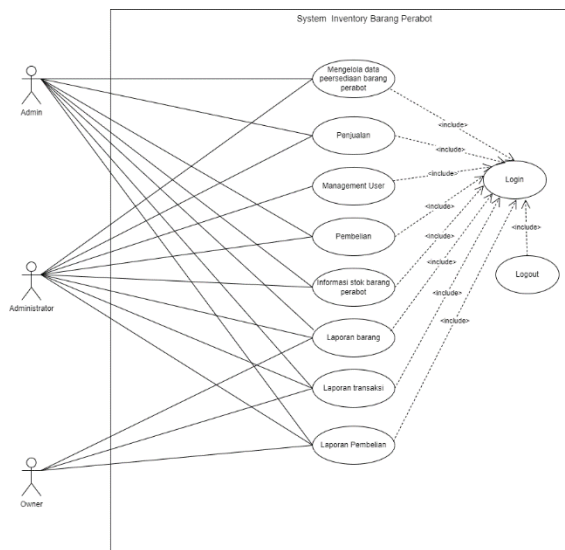 System Inventory Barang Perabot
Mengelola data
peersediaan barang
perabot
Admin
<include>
Penjualan
<include>
Management User
<include>
Login
<include>
Pembelian
<include>
<include>
Logout
Informasi stok barang
perabot
<include>
Administrator
<include>
<include>
Laporan barang
Laporan transaksi
Laporan Pembelian
Owner